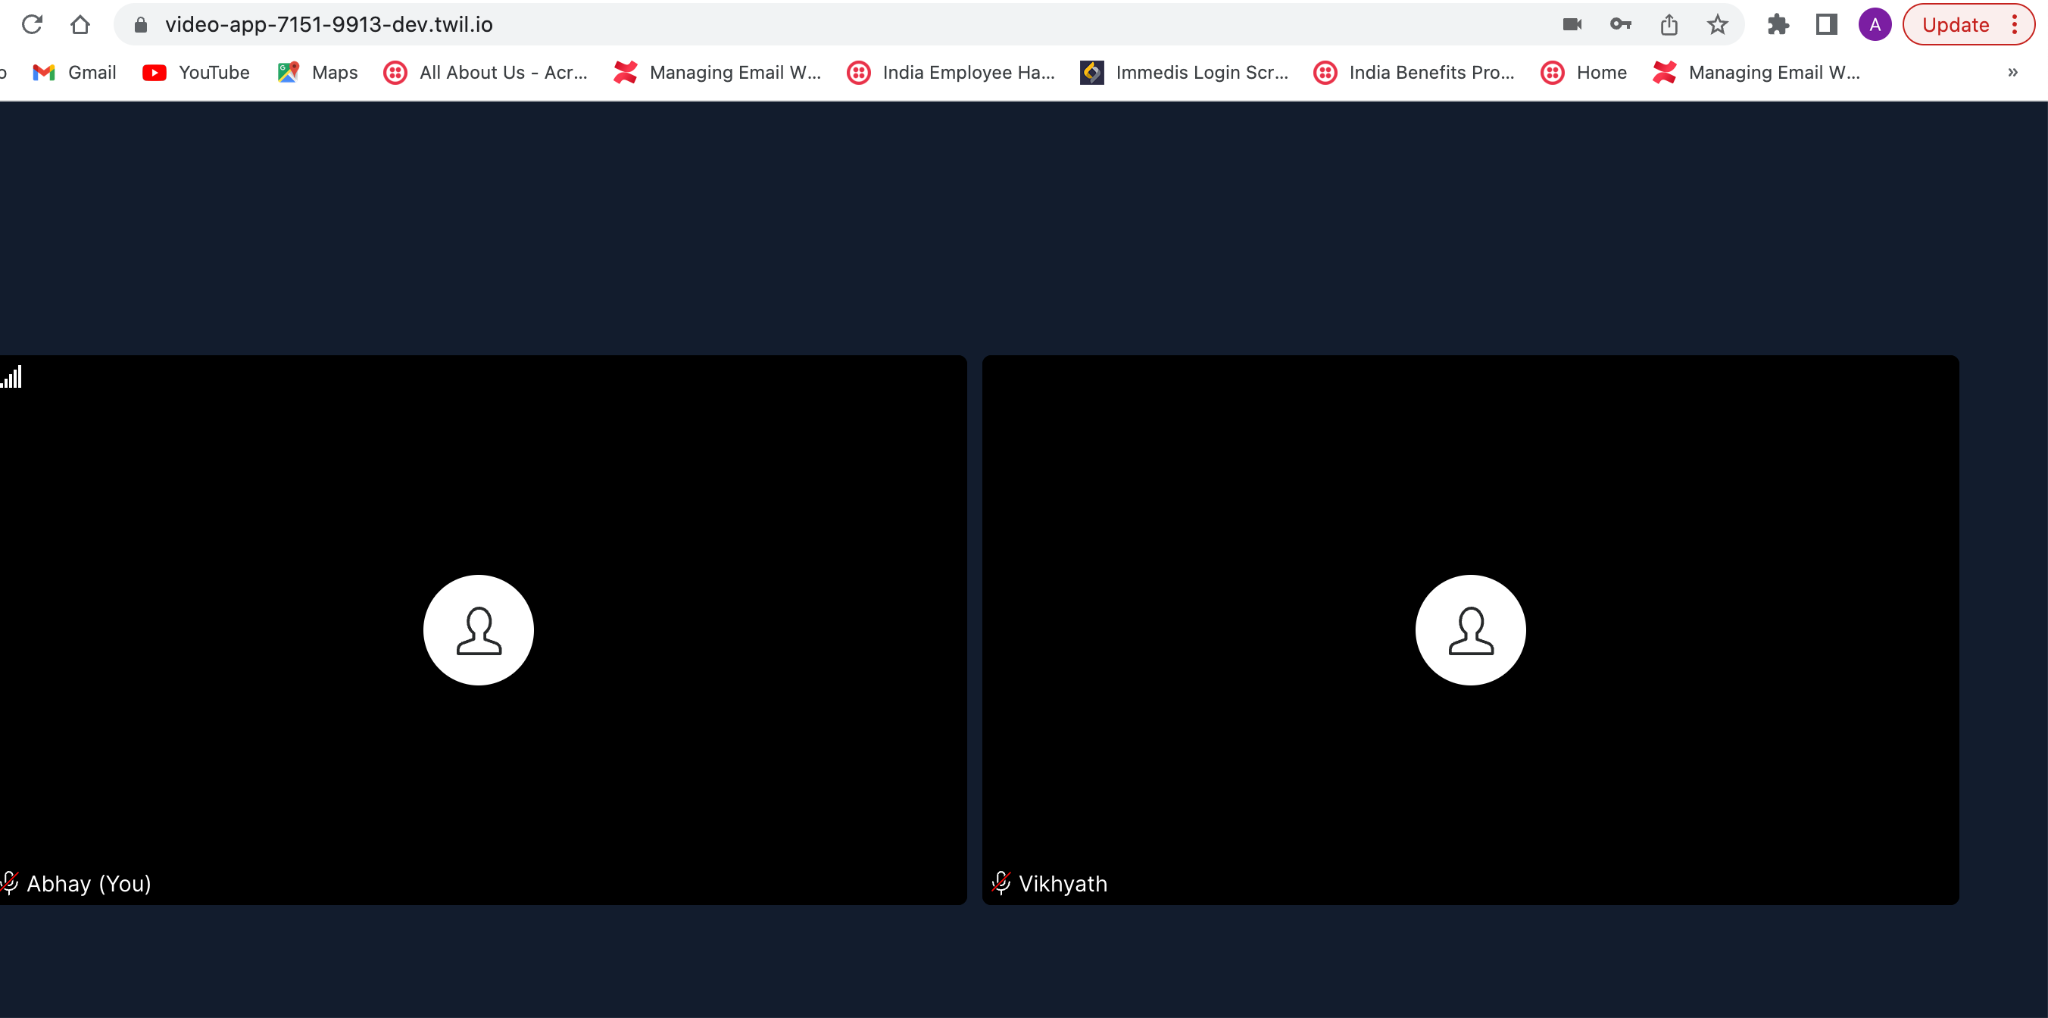 video-app-7151-9913-dev.twil.io
A
Update
Gmail
YouTube
Maps
All About Us - Acr...
Managing Email W...
India Employee Ha...
Immedis Login Scr...
India Benefits Pro...
Home
Managing Email W...
»
Abhay (You)
Vikhyath